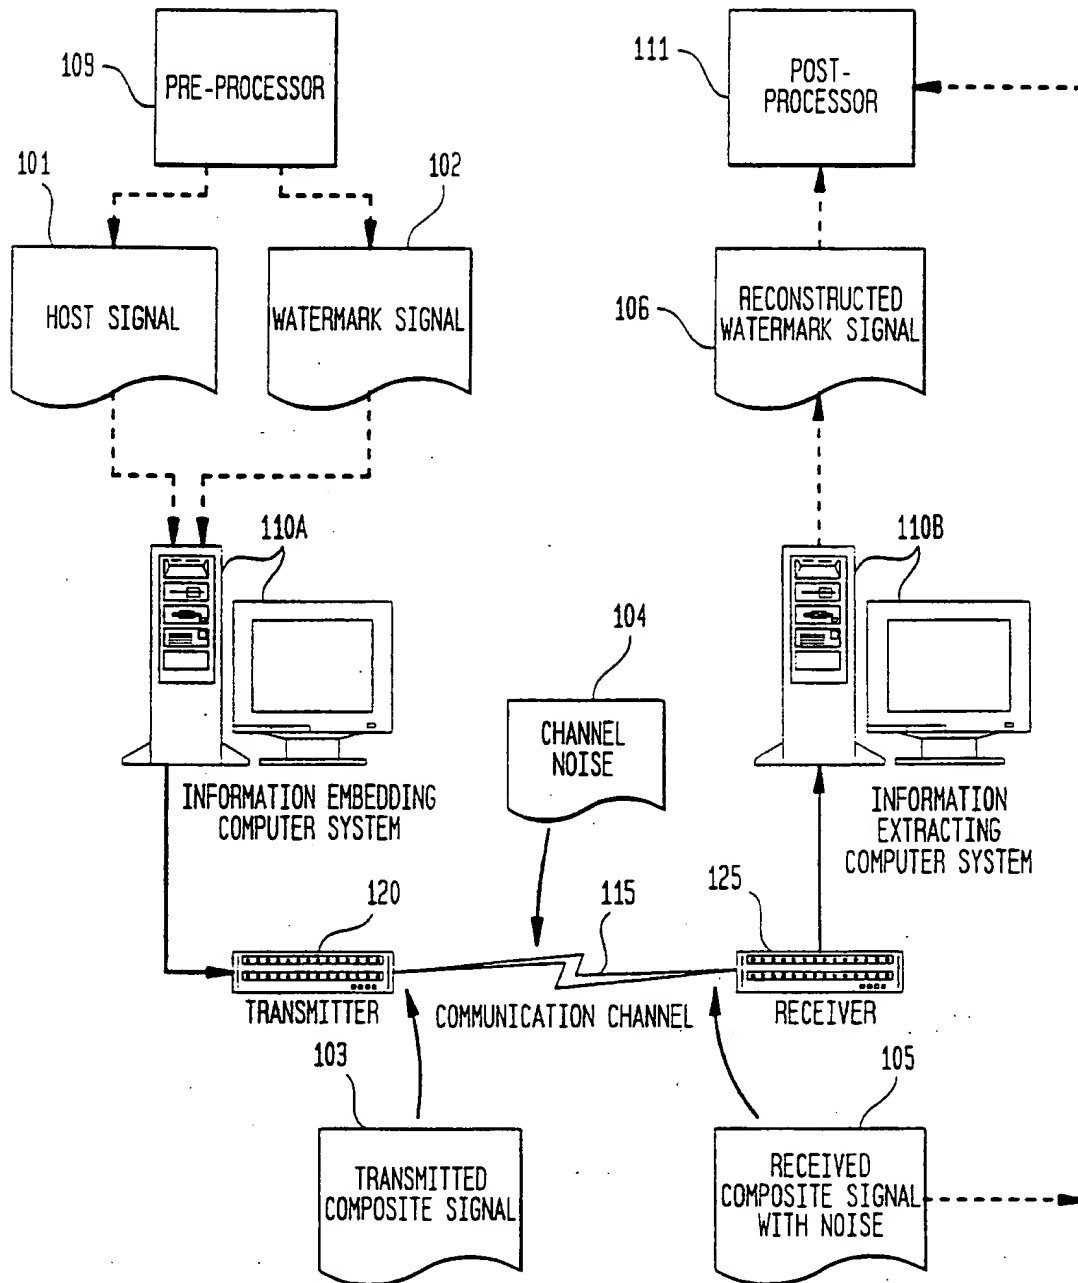 109
PRE-PROCESSOR
111
POST-
PROCESSOR
101
102
HOST SIGNAL
WATERMARK SIGNAL
106
RECONSTRUCTED
WATERMARK SIGNAL
110A
110B
104
CHANNEL
NOISE
INFORMATION EMBEDDING
COMPUTER SYSTEM
INFORMATION
EXTRACTING
COMPUTER SYSTEM
120
115
125
TRANSMITTER
COMMUNICATION CHANNEL
RECEIVER
103
105
TRANSMITTED
COMPOSITE SIGNAL
RECEIVED
COMPOSITE SIGNAL
WITH NOISE